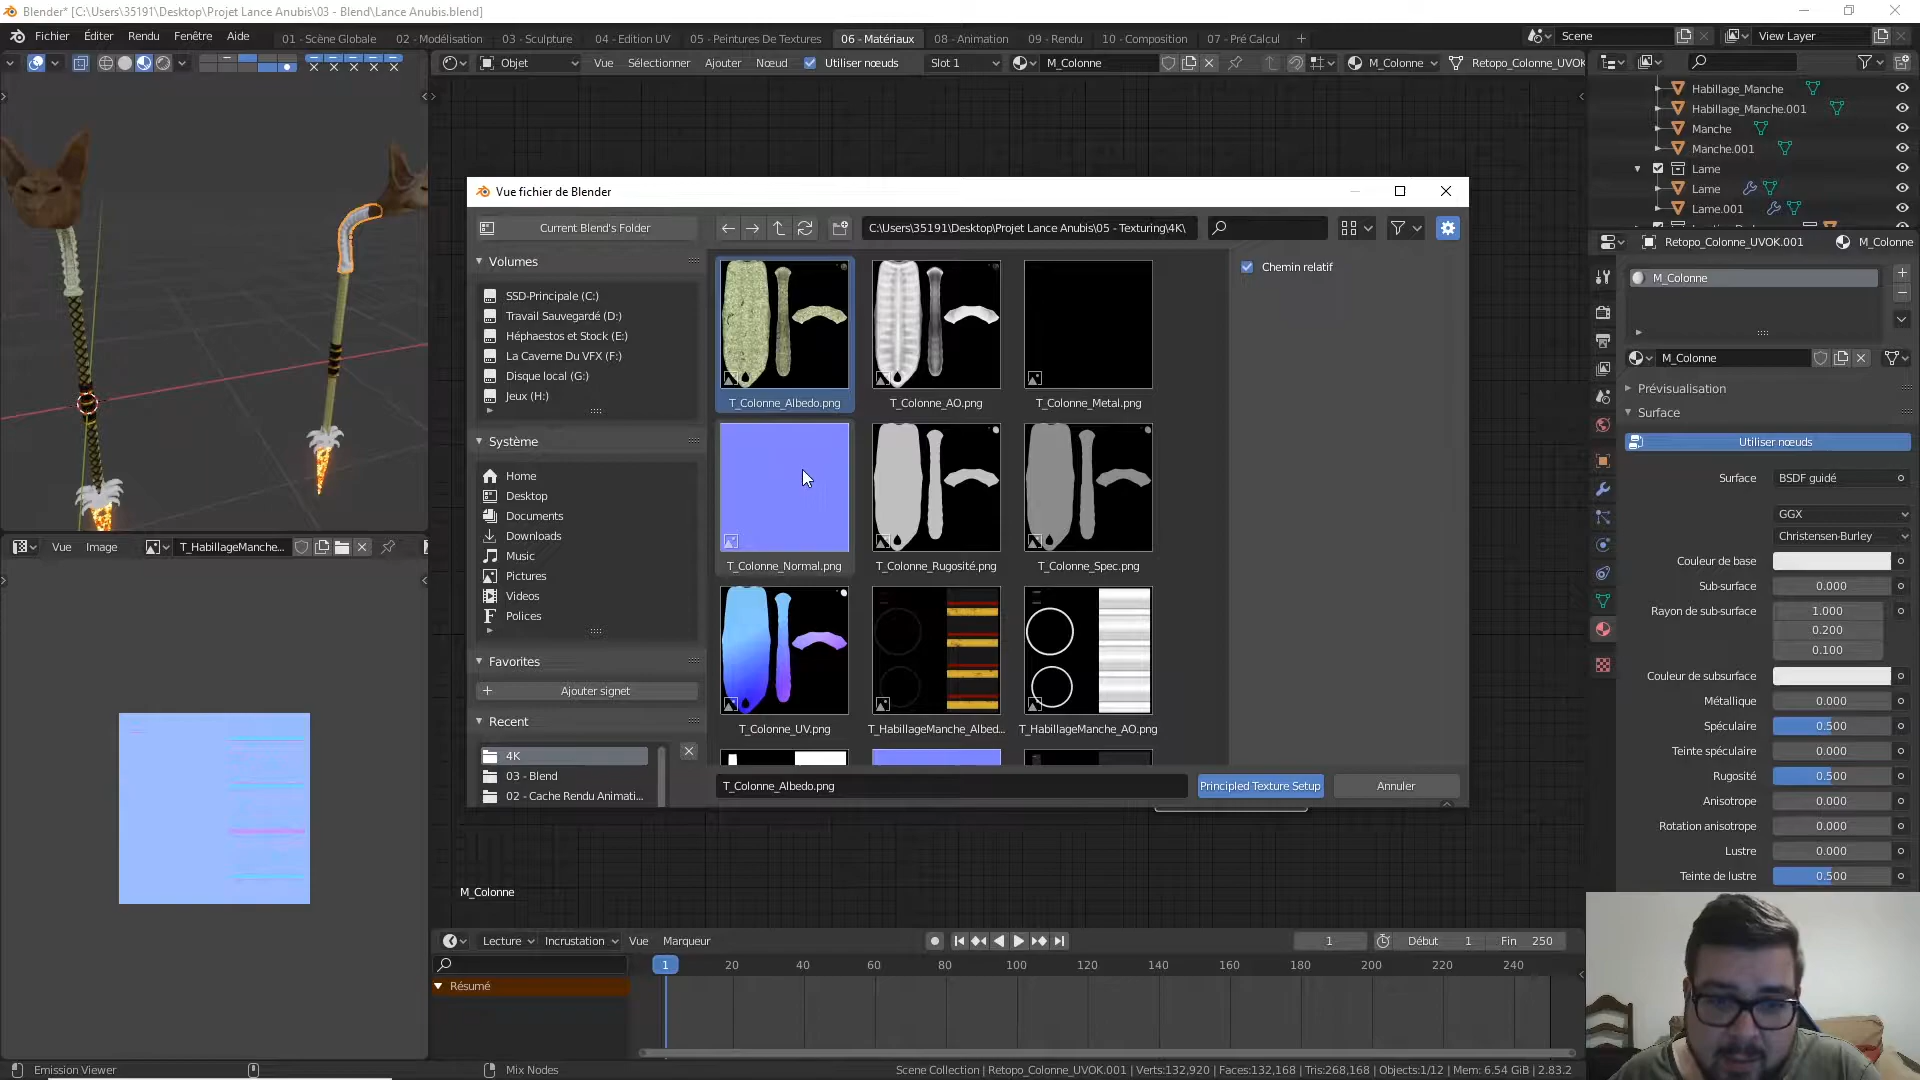 Blender* [C:\Users\35191\Desktop\Projet Lance Anubis\03 - Blend\Lance Anubis.blend]
Fichier Éditer Rendu Fenêtre Aide 01 - Scène Globale 02 - Modélisation 03 - Sculpture 04 - Edition UV 05 - Peintures De Textures 06 - Matériaux 08 - Animation 09 - Rendu 10 - Composition 07 - Pré Calcul + Scene View Layer
Objet Vue Sélectionner Ajouter Nœud Utiliser nœuds Slot 1 M_Colonne M_Colonne Retopo_Colonne_UVOK
Habillage_Manche
Habillage_Manche.001
Manche
Manche.001
Lame
Lame
Lame.001
Vue fichier de Blender
Current Blend's Folder C:\Users\35191\Desktop\Projet Lance Anubis\05 - Texturing\4K\
Volumes
SSD-Principale (C:)
Travail Sauvegardé (D:)
Héphaestos et Stock (E:)
La Caverne Du VFX (F:)
Disque local (G:)
Jeux (H:)
Système
Home
Desktop
Documents
Downloads
Music
Pictures
Videos
Polices
Favorites
Ajouter signet
Recent
4K
03 - Blend
02 - Cache Rendu Animati...
T_Colonne_Albedo.png T_Colonne_AO.png T_Colonne_Metal.png
T_Colonne_Normal.png T_Colonne_Rugosité.png T_Colonne_Spec.png
T_Colonne_UV.png T_HabillageManche_Albed... T_HabillageManche_AO.png
T_Colonne_Albedo.png Principled Texture Setup Annuler
Chemin relatif
Retopo_Colonne_UVOK.001 M_Colonne
M_Colonne
M_Colonne
Prévisualisation
Surface
Utiliser nœuds
Surface BSDF guidé
GGX
Christensen-Burley
Couleur de base
Sub-surface 0.000
Rayon de sub-surface 1.000
0.200
0.100
Couleur de subsurface
Métallique 0.000
Spéculaire 0.500
Teinte spéculaire 0.000
Rugosité 0.500
Anisotrope 0.000
Rotation anisotrope 0.000
Lustre 0.000
Teinte de lustre 0.500
Vue Image T_HabillageManche...
M_Colonne
Lecture Incrustation Vue Marqueur 1 Début 1 Fin 250
1 20 40 60 80 100 120 140 160 180 200 220 240
Résumé
Emission Viewer Mix Nodes Scene Collection | Retopo_Colonne_UVOK.001 | Verts:132,920 | Faces:132,168 | Tris:268,168 | Objects:1/12 | Mem: 6.54 GiB | 2.83.2